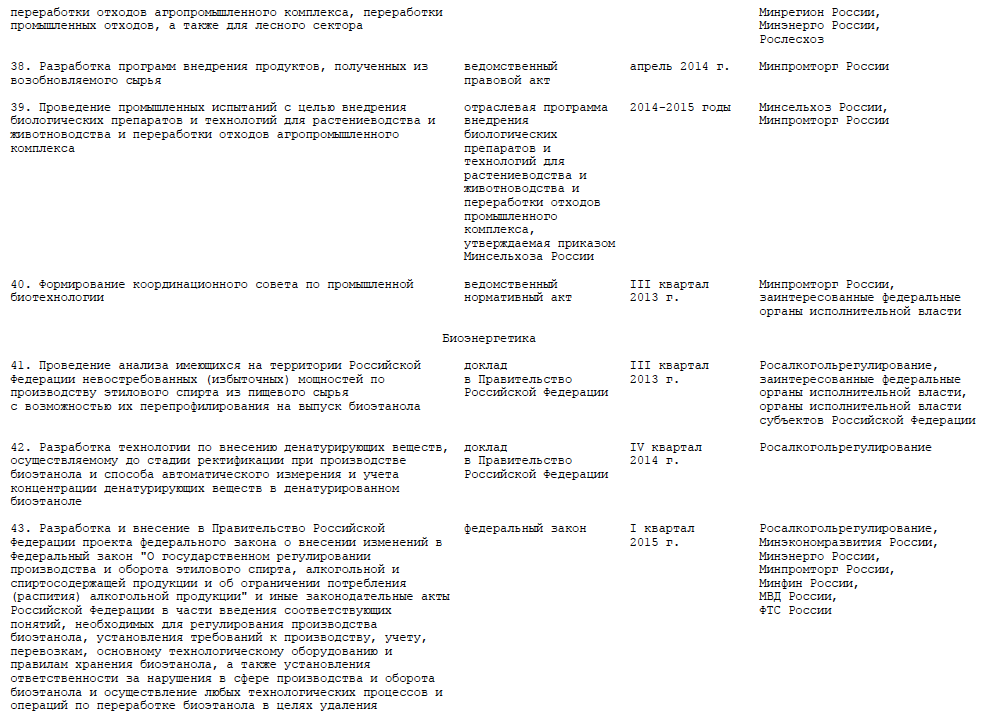 переработки отходов агропромышленного комплекса, переработки Минрегион России,
промышленных отходов, а также для лесного сектора Минэнерго России,
Рослесхоз
38. Разработка программ внедрения продуктов, полученных из ведомственный апрель 2014 г. Минпромторг России
возобновляемого сырья правовой акт
39. Проведение промышленных испытаний с целью внедрения отраслевая программа 2014-2015 годы Минсельхоз России,
биологических препаратов и технологий для растениеводства и внедрения Минпромторг России
животноводства и переработки отходов агропромышленного биологических
комплекса препаратов и
технологий для
растениеводства и
животноводства и
переработки отходов
промышленного
комплекса,
утверждаемая приказом
Минсельхоза России
40. Формирование координационного совета по промышленной ведомственный III квартал Минпромторг России,
биотехнологии нормативный акт 2013 г. заинтересованные федеральные
органы исполнительной власти
Биоэнергетика
41. Проведение анализа имеющихся на территории Российской доклад III квартал Росалкогольрегулирование,
Федерации невостребованных (избыточных) мощностей по в Правительство 2013 г. заинтересованные федеральные
производству этилового спирта из пищевого сырья Российской Федерации органы исполнительной власти,
с возможностью их перепрофилирования на выпуск биоэтанола органы исполнительной власти
субъектов Российской Федерации
42. Разработка технологии по внесению денатурирующих веществ, доклад IV квартал Росалкогольрегулирование
осуществляемому до стадии ректификации при производстве в Правительство 2014 г.
биоэтанола и способа автоматического измерения и учета Российской Федерации
концентрации денатурирующих веществ в денатурированном
биоэтаноле
43. Разработка и внесение в Правительство Российской федеральный закон I квартал Росалкогольрегулирование,
Федерации проекта федерального закона о внесении изменений в 2015 г. Минэкономразвития России,
Федеральный закон "О государственном регулировании Минэнерго России,
производства и оборота этилового спирта, алкогольной и Минпромторг России,
спиртосодержащей продукции и об ограничении потребления Минфин России,
(распития) алкогольной продукции" и иные законодательные акты МВД России,
Российской Федерации в части введения соответствующих ФТС России
понятий, необходимых для регулирования производства
биоэтанола, установления требований к производству, учету,
перевозкам, основному технологическому оборудованию и
правилам хранения биоэтанола, а также установления
ответственности за нарушения в сфере производства и оборота
биоэтанола и осуществление любых технологических процессов и
операций по переработке биоэтанола в целях удаления